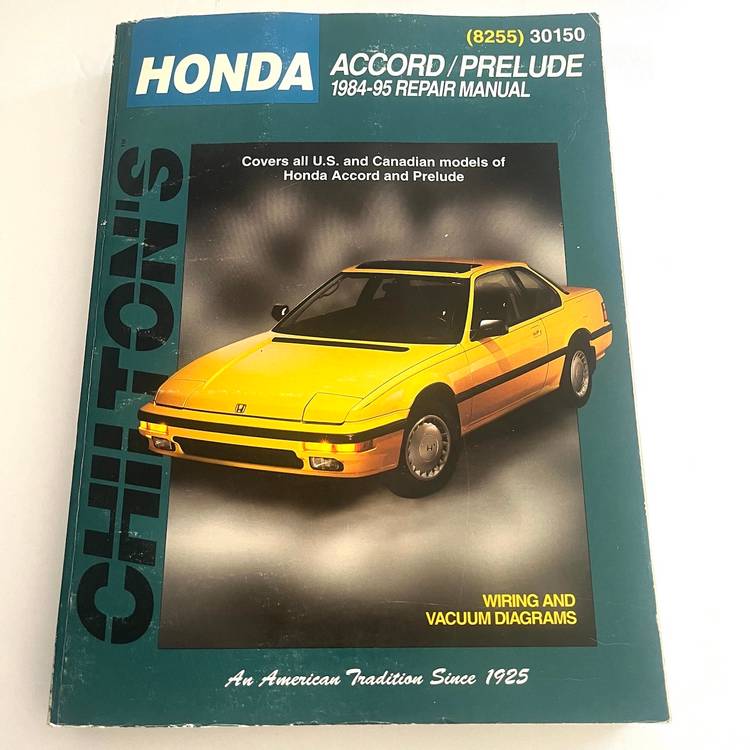 (8255) 30150
HONDA
ACCORD/PRELUDE
1984-95 REPAIR MANUAL
CHILTON'S
Covers all U.S. and Canadian models of
Honda Accord and Prelude
WIRING AND
VACUUM DIAGRAMS
An American Tradition Since 1925